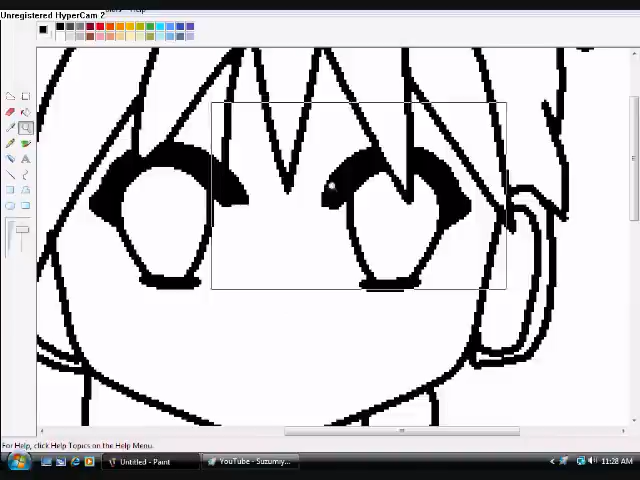 Help
Unregistered HyperCam 2
A
For Help, click Help Topics on the Help Menu.
Untitled - Paint
YouTube - Suzumiy...
11:28 AM